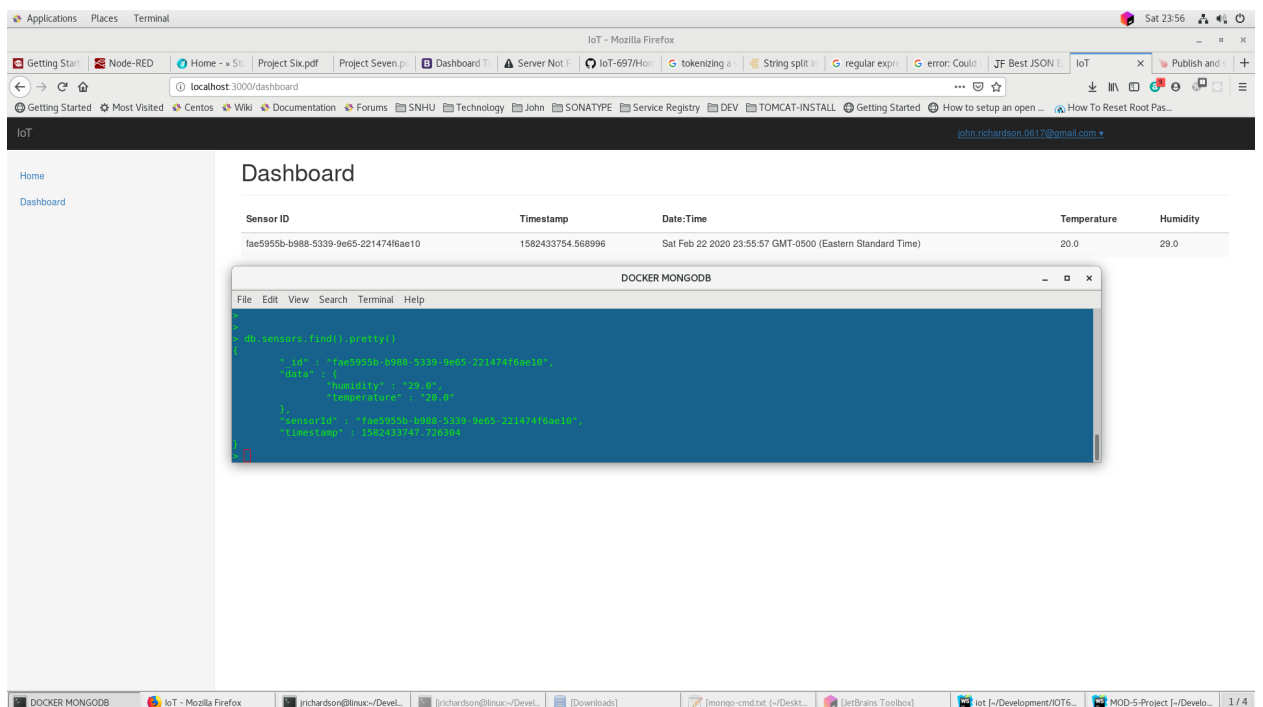 Applications Places Terminal Sat 23:56
IoT - Mozilla Firefox
Getting Start Node-RED Home - » St Project Six.pdf Project Seven.pd Dashboard T Server Not F IoT-697/Hom tokenizing a s String split in regular expre error: Could JF Best JSON E IoT Publish and s
localhost:3000/dashboard
Getting Started Most Visited Centos Wiki Documentation Forums SNHU Technology John SONATYPE Service Registry DEV TOMCAT-INSTALL Getting Started How to setup an open ... How To Reset Root Pas...
IoT john.richardson.0617@gmail.com ▾
Home
Dashboard
Dashboard
Sensor ID Timestamp Date:Time Temperature Humidity
fae5955b-b988-5339-9e65-221474f6ae10 1582433754.568996 Sat Feb 22 2020 23:55:57 GMT-0500 (Eastern Standard Time) 20.0 29.0
DOCKER MONGODB
File Edit View Search Terminal Help
>
>
> db.sensors.find().pretty()
{
"_id" : "fae5955b-b988-5339-9e65-221474f6ae10",
"data" : {
"humidity" : "29.0",
"temperature" : "20.0"
},
"sensorId" : "fae5955b-b988-5339-9e65-221474f6ae10",
"timestamp" : 1582433747.726304
}
>
DOCKER MONGODB IoT - Mozilla Firefox jrichardson@linux:~/Devel... [jrichardson@linux:~/Devel... [Downloads] [mongo-cmd.txt (~/Deskt... [JetBrains Toolbox] iot [~/Development/IOT6... MOD-5-Project [~/Develo... 1 / 4